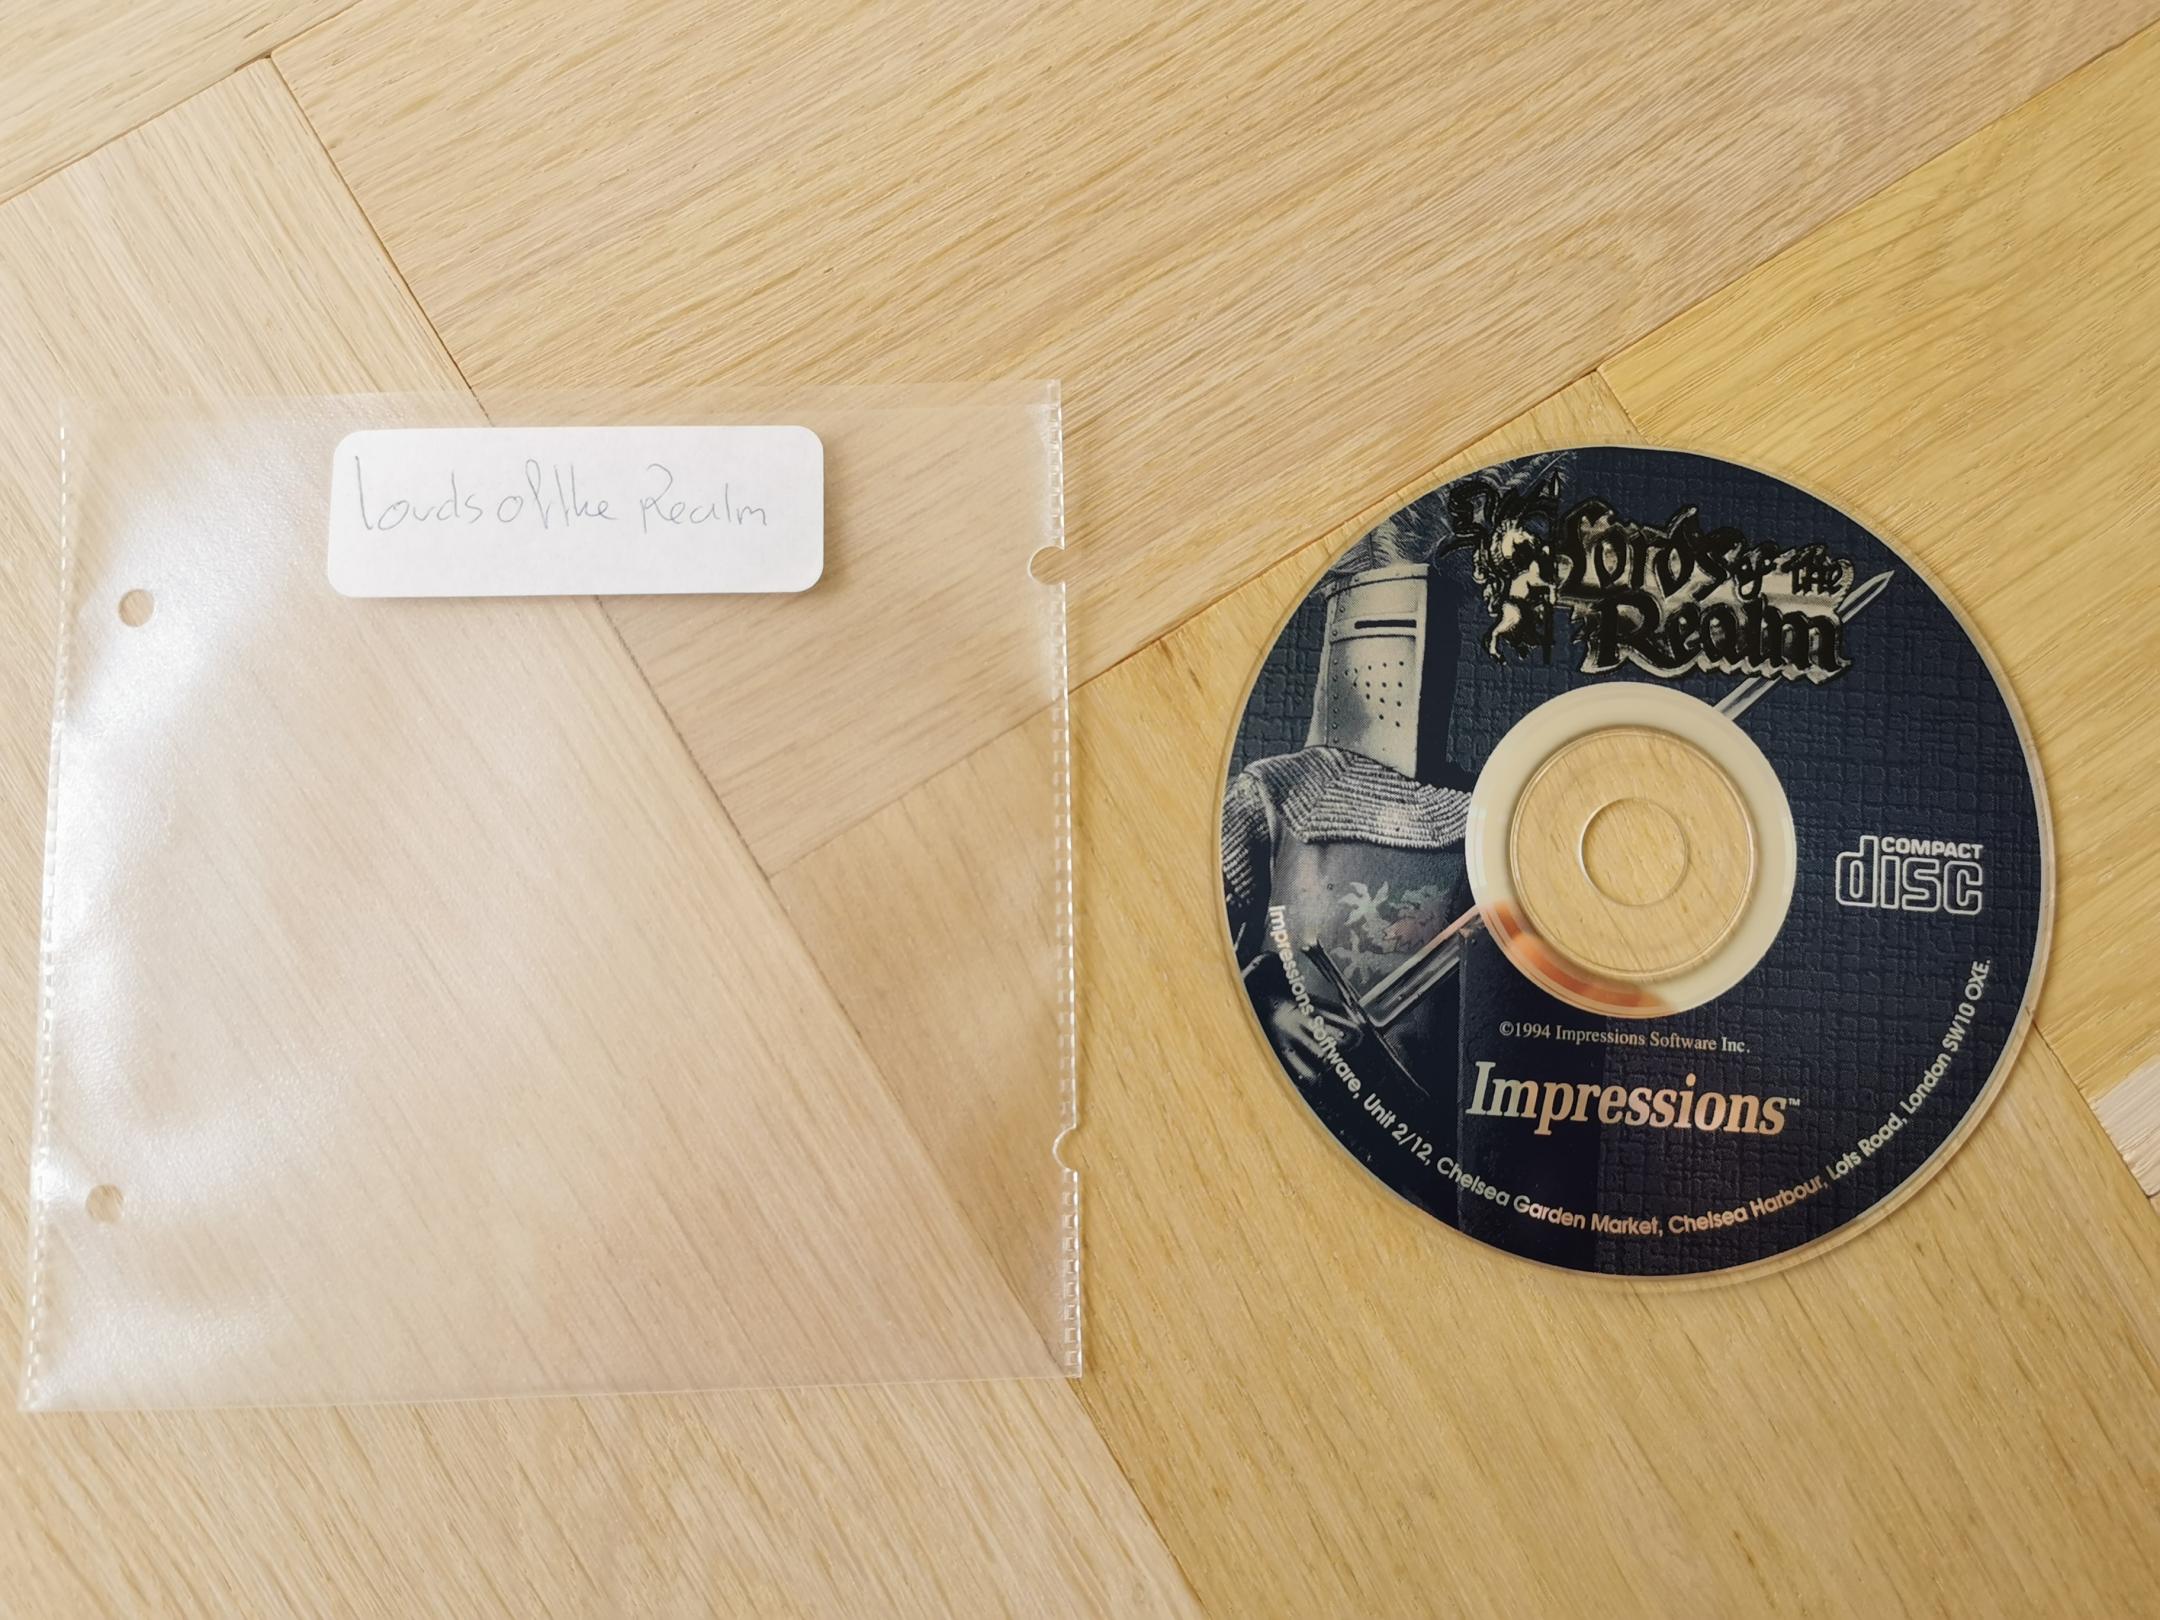 Lords of the Realm
Lords of the
Realm
COMPACT
disc
©1994 Impressions Software Inc.
Impressions™
Impressions Software, Unit 2/12, Chelsea Garden Market, Chelsea Harbour, Lots Road, London SW10 OXE.